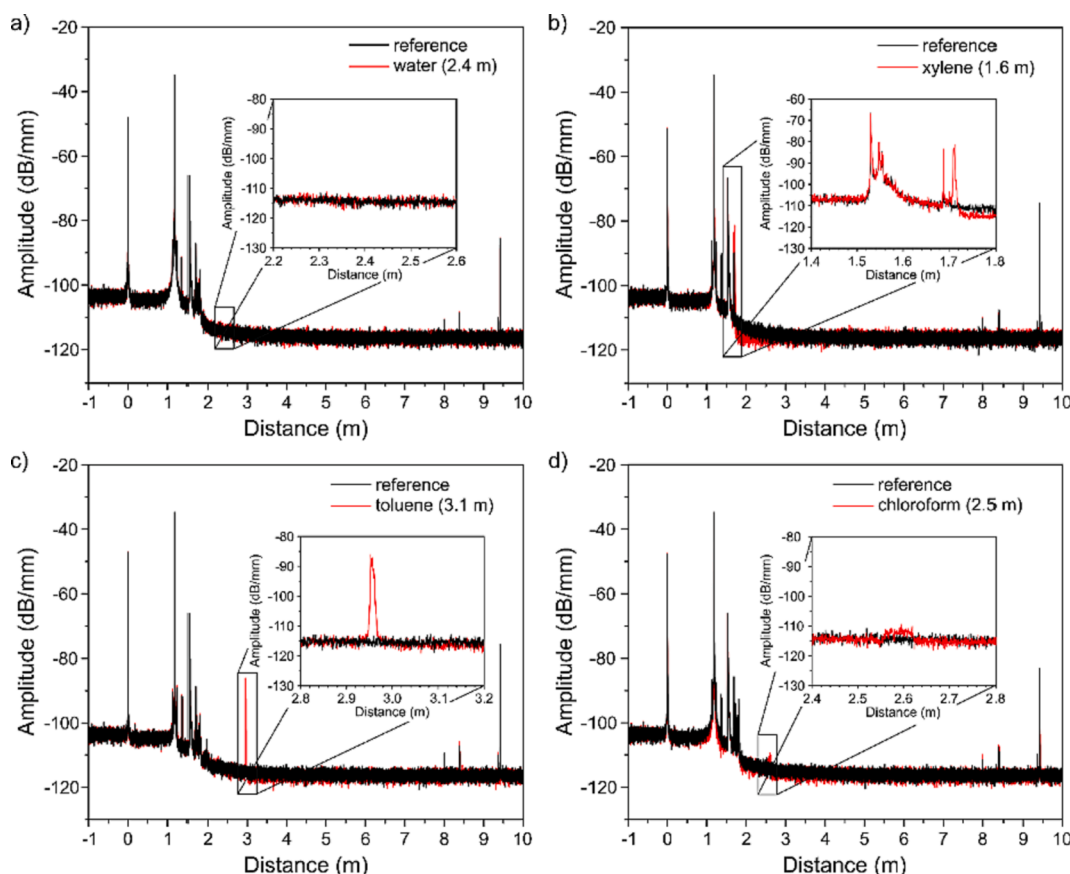 a)
reference
water (2.4 m)
Amplitude (dB/mm)
-20
-40
-60
-80
-100
-120
-1 0 1 2 3 4 5 6 7 8 9 10
Distance (m)
Amplitude (dB/mm)
-80
-90
-100
-110
-120
-130
2.2 2.3 2.4 2.5 2.6
Distance (m)
b)
reference
xylene (1.6 m)
Amplitude (dB/mm)
-20
-40
-60
-80
-100
-120
-1 0 1 2 3 4 5 6 7 8 9 10
Distance (m)
Amplitude (dB/mm)
-60
-70
-80
-90
-100
-110
-120
-130
1.4 1.5 1.6 1.7 1.8
Distance (m)
c)
reference
toluene (3.1 m)
Amplitude (dB/mm)
-20
-40
-60
-80
-100
-120
-1 0 1 2 3 4 5 6 7 8 9 10
Distance (m)
Amplitude (dB/mm)
-80
-90
-100
-110
-120
-130
2.8 2.9 3.0 3.1 3.2
Distance (m)
d)
reference
chloroform (2.5 m)
Amplitude (dB/mm)
-20
-40
-60
-80
-100
-120
-1 0 1 2 3 4 5 6 7 8 9 10
Distance (m)
Amplitude (dB/mm)
-80
-90
-100
-110
-120
-130
2.4 2.5 2.6 2.7 2.8
Distance (m)